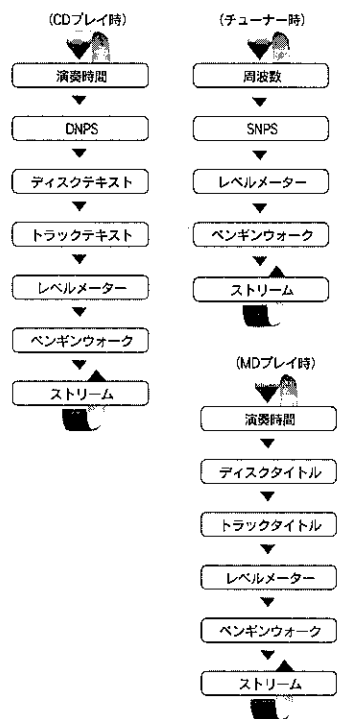 (CDプレイ時)
演奏時間
DNPS
ディスクテキスト
トラックテキスト
レベルメーター
ペンギンウォーク
ストリーム
(チューナー時)
周波数
SNPS
レベルメーター
ペンギンウォーク
ストリーム
(MDプレイ時)
演奏時間
ディスクタイトル
トラックタイトル
レベルメーター
ペンギンウォーク
ストリーム